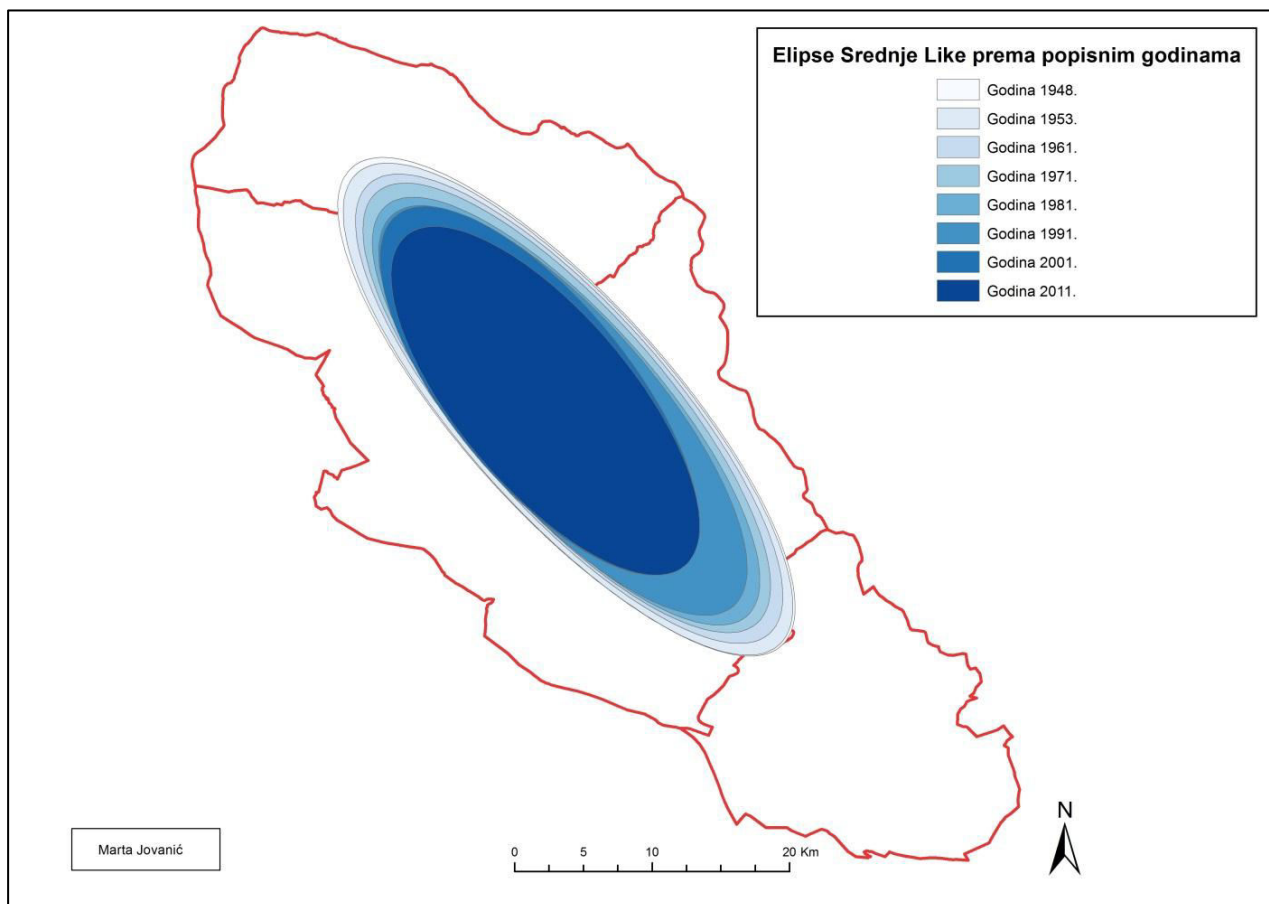 Elipse Srednje Like prema popisnim godinama
Godina 1948.
Godina 1953.
Godina 1961.
Godina 1971.
Godina 1981.
Godina 1991.
Godina 2001.
Godina 2011.
Marta Jovanić
0 5 10 20 Km
N